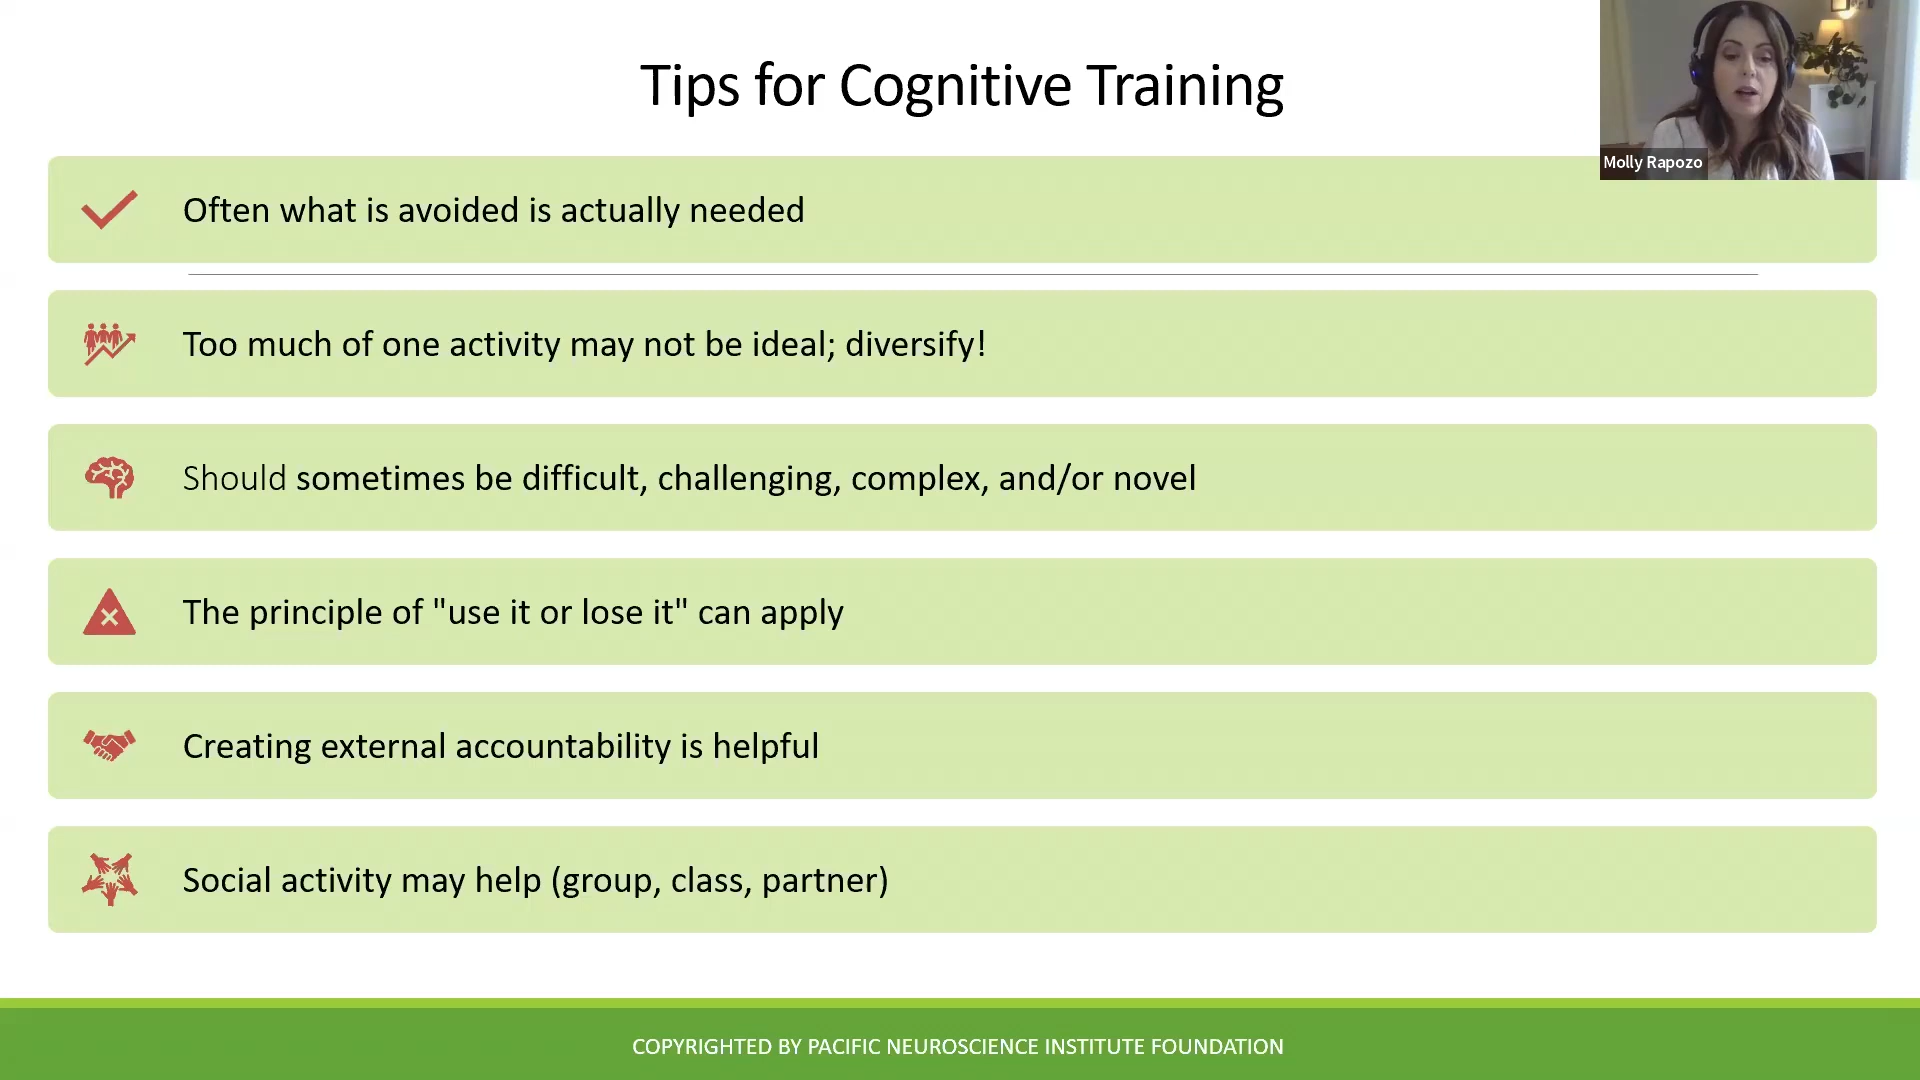 Tips for Cognitive Training
Molly Rapozo
Often what is avoided is actually needed
Too much of one activity may not be ideal; diversify!
Should sometimes be difficult, challenging, complex, and/or novel
The principle of "use it or lose it" can apply
Creating external accountability is helpful
Social activity may help (group, class, partner)
COPYRIGHTED BY PACIFIC NEUROSCIENCE INSTITUTE FOUNDATION